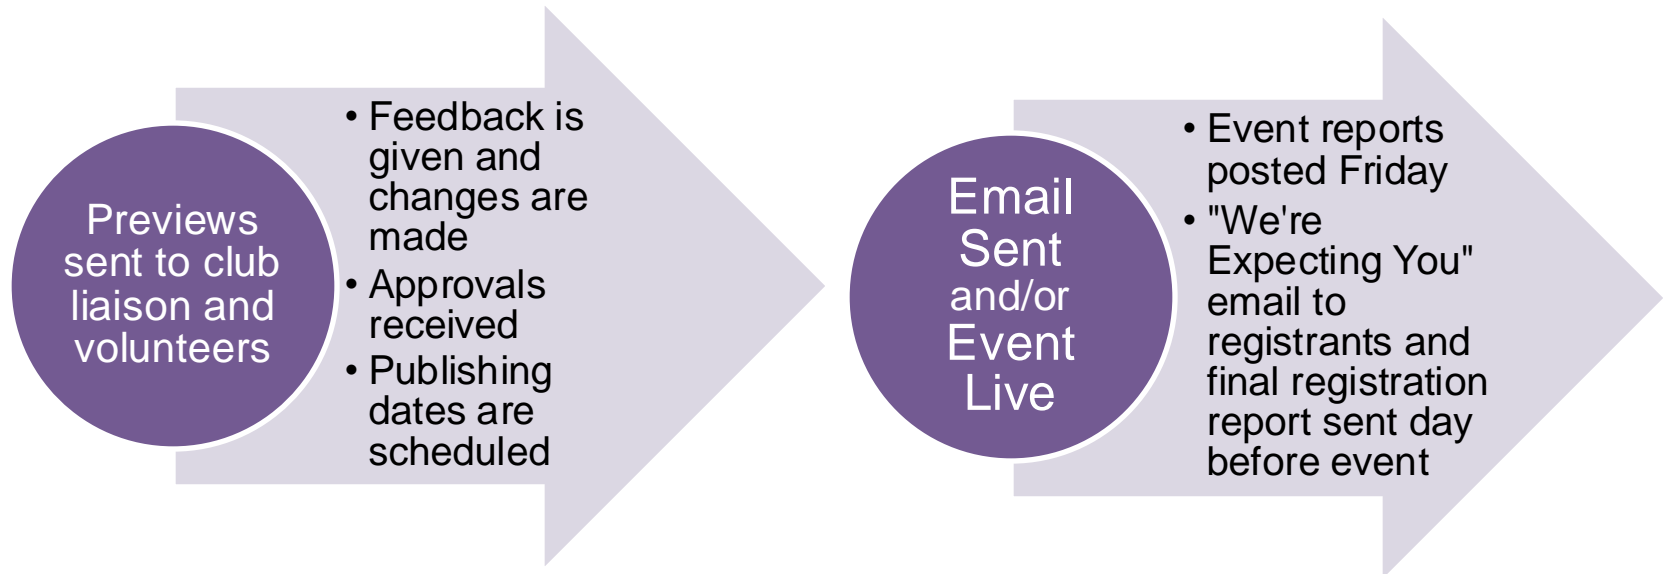 Previews
sent to club
liaison and
volunteers
• Feedback is
given and
changes are
made
• Approvals
received
• Publishing
dates are
scheduled
Email
Sent
and/or
Event
Live
• Event reports
posted Friday
• "We're
Expecting You"
email to
registrants and
final registration
report sent day
before event